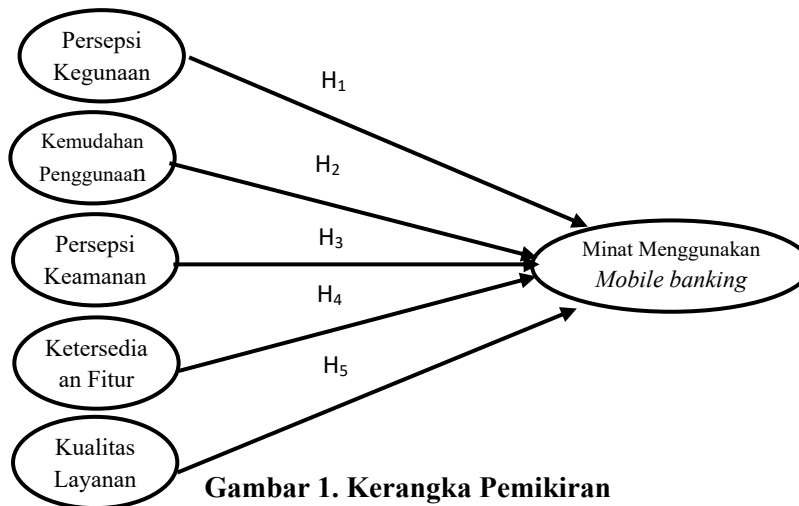 Persepsi
Kegunaan
H₁
Kemudahan
Penggunaan
H₂
Persepsi
Keamanan
H₃
Minat Menggunakan
Mobile banking
H₄
Ketersedia
an Fitur
H₅
Kualitas
Layanan
Gambar 1. Kerangka Pemikiran